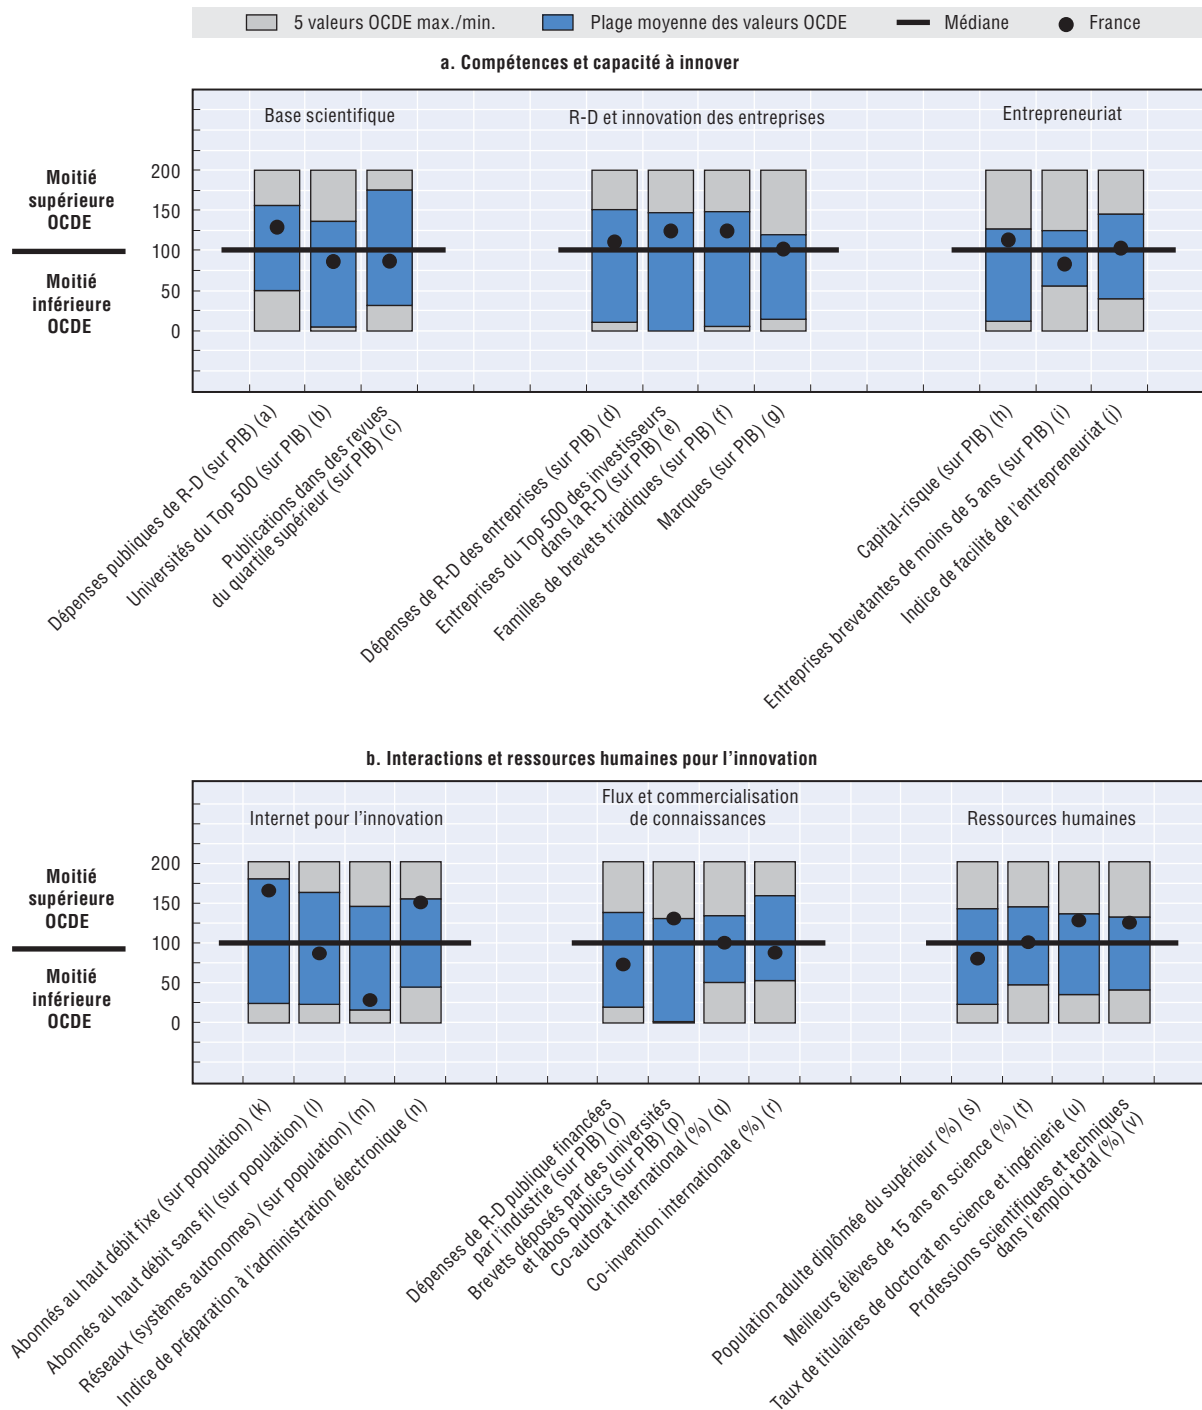 5 valeurs OCDE max./min. Plage moyenne des valeurs OCDE Médiane France
a. Compétences et capacité à innover
Base scientifique
R-D et innovation des entreprises
Entrepreneuriat
Moitié
supérieure
OCDE
Moitié
inférieure
OCDE
200
150
100
50
0
Dépenses publiques de R-D (sur PIB) (a)
Universités du Top 500 (sur PIB) (b)
Publications dans des revues
du quartile supérieur (sur PIB) (c)
Dépenses de R-D des entreprises (sur PIB) (d)
Entreprises du Top 500 des investisseurs
dans la R-D (sur PIB) (e)
Familles de brevets triadiques (sur PIB) (f)
Marques (sur PIB) (g)
Capital-risque (sur PIB) (h)
Entreprises brevetantes de moins de 5 ans (sur PIB) (i)
Indice de facilité de l'entrepreneuriat (j)
b. Interactions et ressources humaines pour l'innovation
Internet pour l'innovation
Flux et commercialisation
de connaissances
Ressources humaines
Moitié
supérieure
OCDE
Moitié
inférieure
OCDE
200
150
100
50
0
Abonnés au haut débit fixe (sur population) (k)
Abonnés au haut débit sans fil (sur population) (l)
Réseaux (systèmes autonomes) (sur population) (m)
Indice de préparation à l'administration électronique (n)
Dépenses de R-D publique financées
par l'industrie (sur PIB) (o)
Brevets déposés par des universités
et labos publics (sur PIB) (p)
Co-autorat international (%) (q)
Co-invention internationale (%) (r)
Population adulte diplômée du supérieur (%) (s)
Meilleurs élèves de 15 ans en science (%) (t)
Taux de titulaires de doctorat en science et ingénierie (u)
Professions scientifiques et techniques
dans l'emploi total (%) (v)